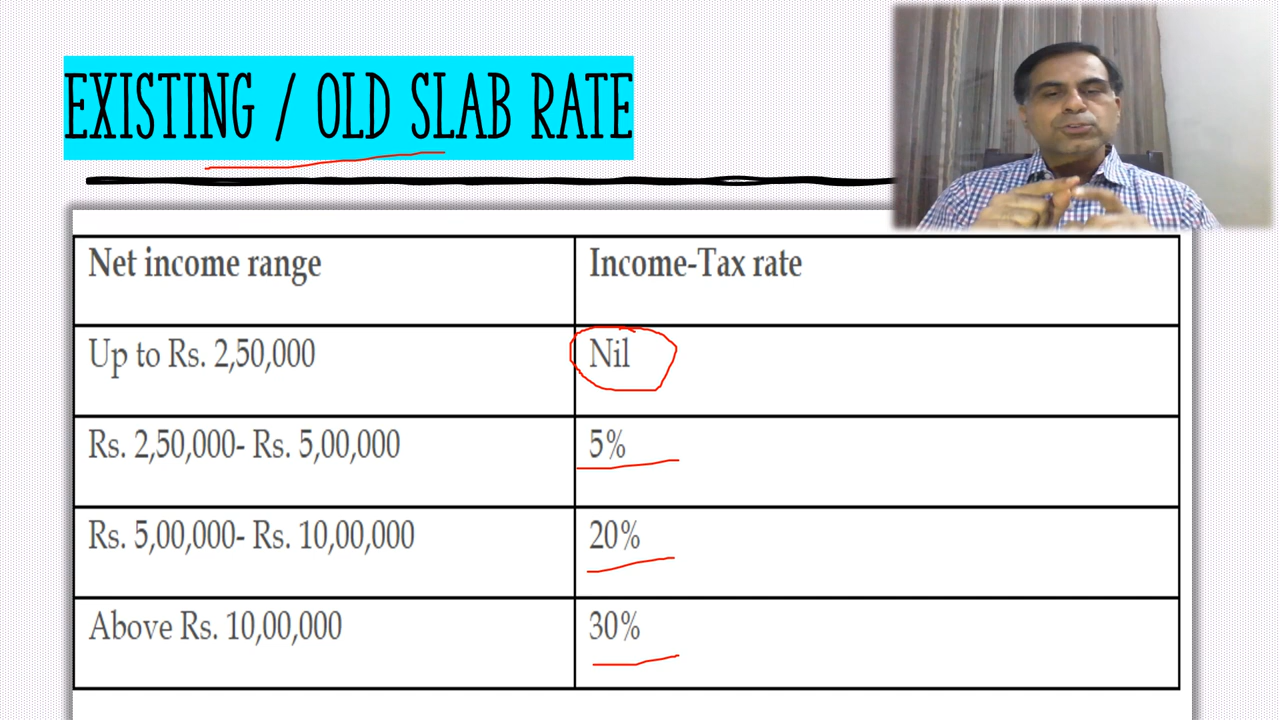 EXISTING / OLD SLAB RATE
Net income range Income-Tax rate
Up to Rs. 2,50,000 Nil
Rs. 2,50,000- Rs. 5,00,000 5%
Rs. 5,00,000- Rs. 10,00,000 20%
Above Rs. 10,00,000 30%